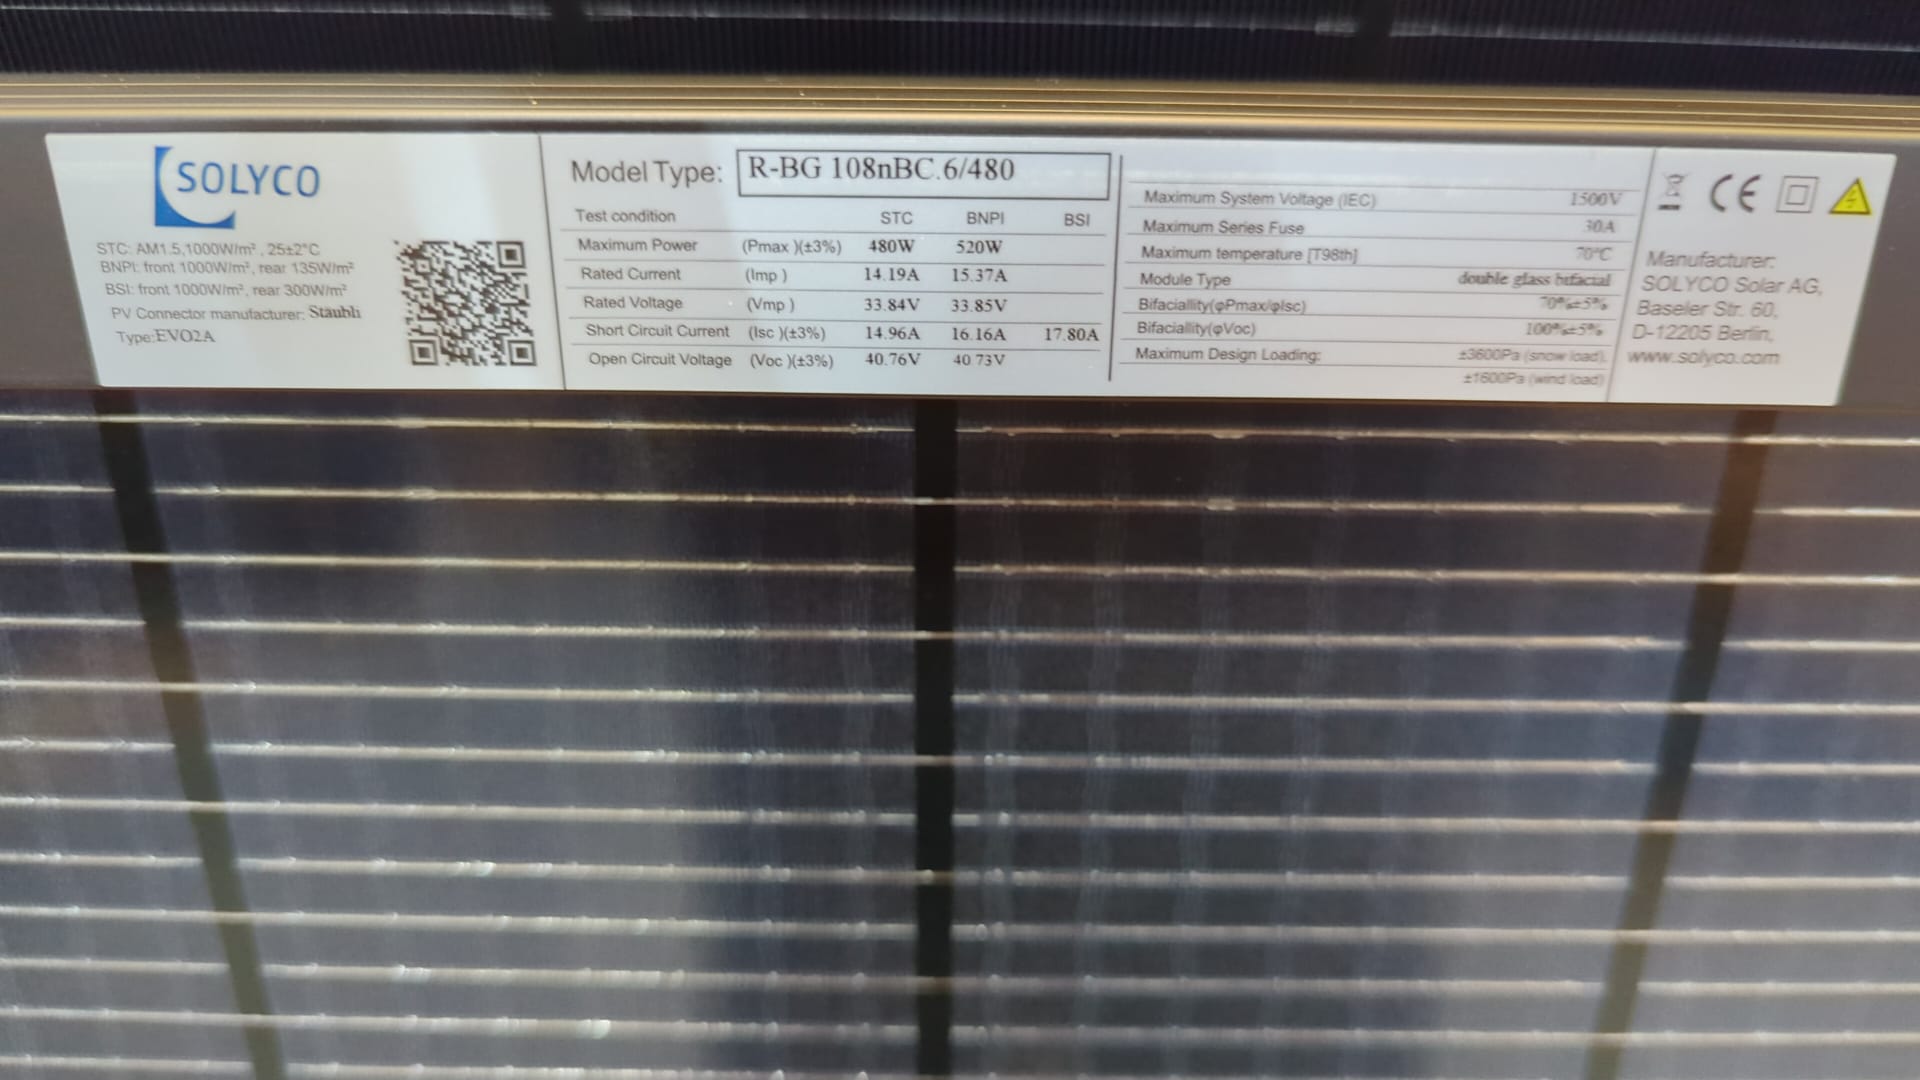 SOLYCO
STC: AM1.5,1000W/m², 25±2°C
BNPI: front 1000W/m², rear 135W/m²
BSI: front 1000W/m², rear 300W/m²
PV Connector manufacturer: Stäubli
Type:EVO2A
Model Type: R-BG 108nBC.6/480
Test condition STC BNPI BSI
Maximum Power (Pmax )(±3%) 480W 520W
Rated Current (Imp ) 14.19A 15.37A
Rated Voltage (Vmp ) 33.84V 33.85V
Short Circuit Current (Isc )(±3%) 14.96A 16.16A 17.80A
Open Circuit Voltage (Voc )(±3%) 40.76V 40.73V
Maximum System Voltage (IEC) 1500V
Maximum Series Fuse 30A
Maximum temperature [T98th] 70°C
Module Type double glass bifacial
Bifaciallity(φPmax/φIsc) 70%±5%
Bifaciallity(φVoc) 100%±5%
Maximum Design Loading: ±3600Pa (snow load),
±1600Pa (wind load)
CE
Manufacturer:
SOLYCO Solar AG,
Baseler Str. 60,
D-12205 Berlin,
www.solyco.com